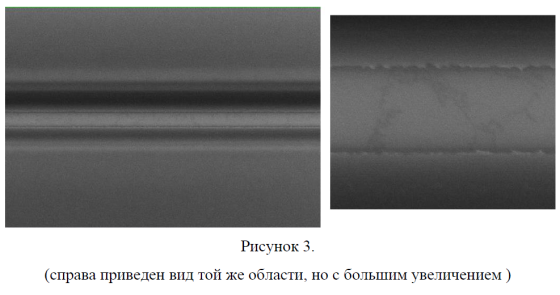 Рисунок 3.
(справа приведен вид той же области, но с большим увеличением )